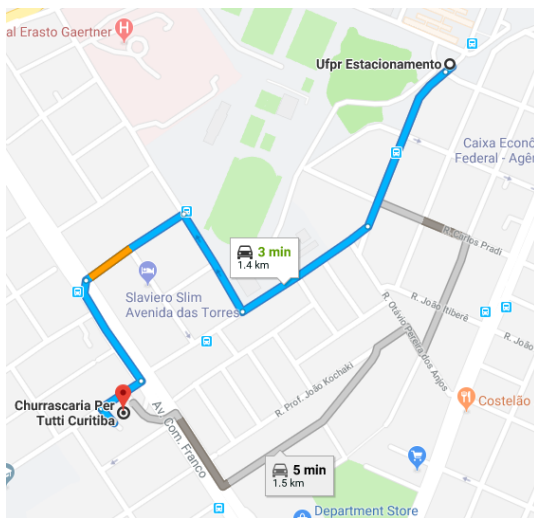 al Erasto Gaertner
H
Ufpr Estacionamento
Caixa Econô
Federal - Agê
R. Carlos Pradi
3 min
1.4 km
Slaviero Slim
Avenida das Torres
R. João Itiberê
R. Otávio Pereira dos Anjos
R. João
R. Prof. João Kochaki
Churrascaria Per
Tutti Curitiba
Costelão
Av. Com. Franco
5 min
1.5 km
Department Store